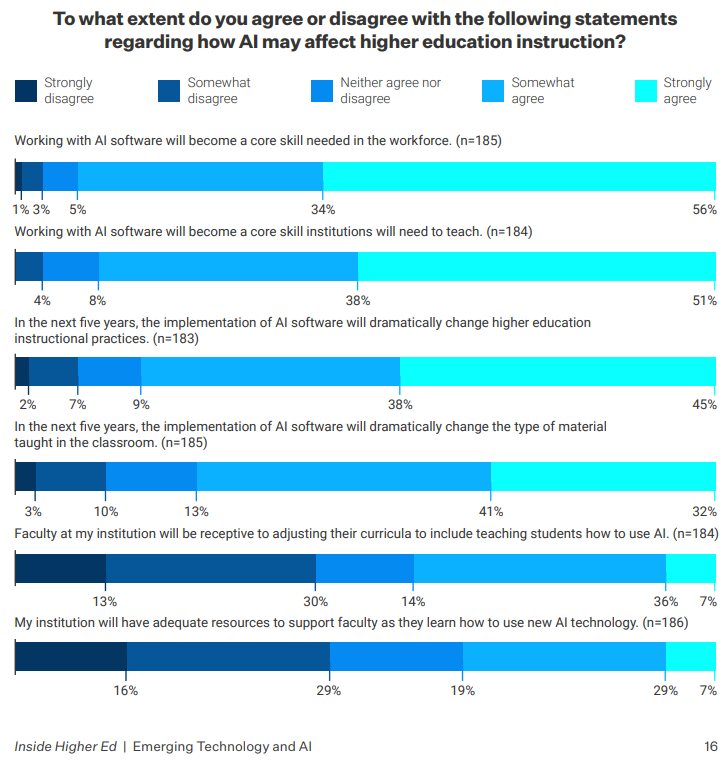 To what extent do you agree or disagree with the following statements
regarding how AI may affect higher education instruction?
Strongly
disagree
Somewhat
disagree
Neither agree nor
disagree
Somewhat
agree
Strongly
agree
Working with AI software will become a core skill needed in the workforce. (n=185)
1% 3% 5% 34% 56%
Working with AI software will become a core skill institutions will need to teach. (n=184)
4% 8% 38% 51%
In the next five years, the implementation of AI software will dramatically change higher education
instructional practices. (n=183)
2% 7% 9% 38% 45%
In the next five years, the implementation of AI software will dramatically change the type of material
taught in the classroom. (n=185)
3% 10% 13% 41% 32%
Faculty at my institution will be receptive to adjusting their curricula to include teaching students how to use AI. (n=184)
13% 30% 14% 36% 7%
My institution will have adequate resources to support faculty as they learn how to use new AI technology. (n=186)
16% 29% 19% 29% 7%
Inside Higher Ed | Emerging Technology and AI 16